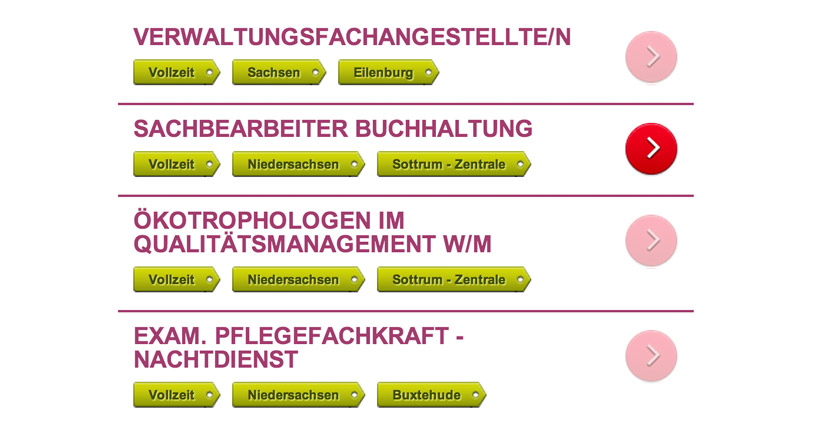 VERWALTUNGSFACHANGESTELLTE/N
Vollzeit Sachsen Eilenburg
SACHBEARBEITER BUCHHALTUNG
Vollzeit Niedersachsen Sottrum - Zentrale
ÖKOTROPHOLOGEN IM
QUALITÄTSMANAGEMENT W/M
Vollzeit Niedersachsen Sottrum - Zentrale
EXAM. PFLEGEFACHKRAFT -
NACHTDIENST
Vollzeit Niedersachsen Buxtehude